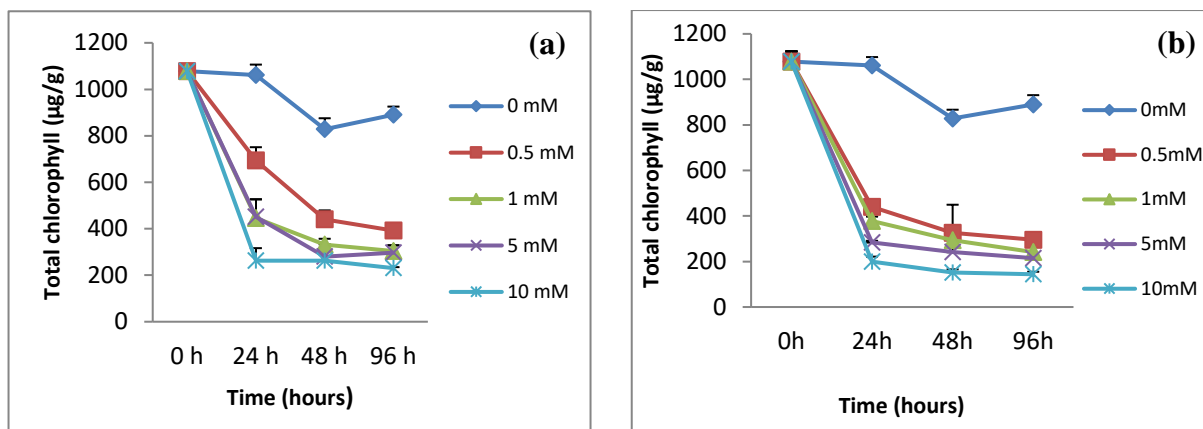 (a)
Total chlorophyll (µg/g)
1200
1000
800
600
400
200
0
0 h 24 h 48 h 96 h
Time (hours)
0 mM
0.5 mM
1 mM
5 mM
10 mM
(b)
Total chlorophyll (µg/g)
1200
1000
800
600
400
200
0
0h 24h 48h 96h
Time (hours)
0mM
0.5mM
1mM
5mM
10mM